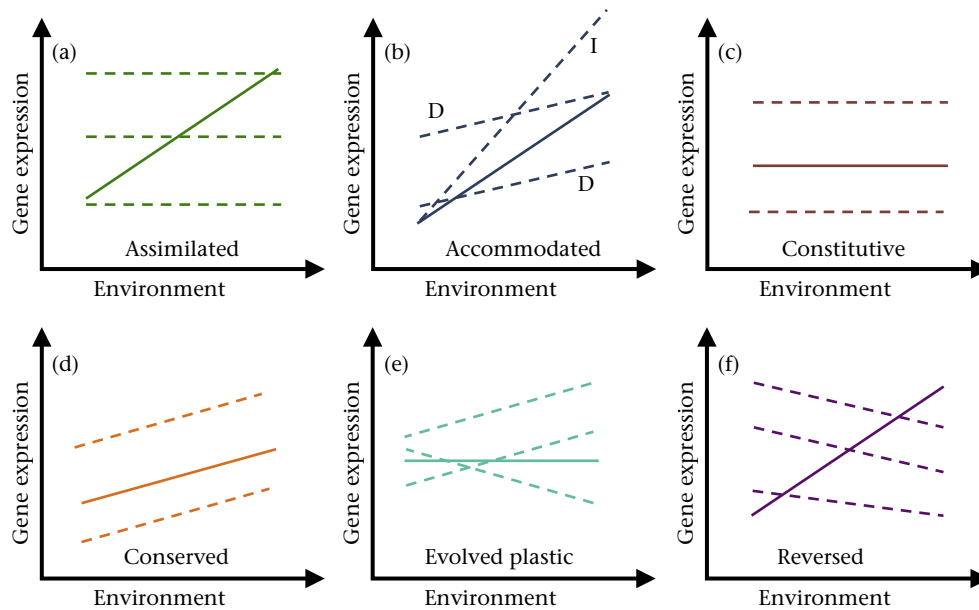 (a)
Gene expression
Assimilated
Environment
(b)
Gene expression
I
D
D
Accommodated
Environment
(c)
Gene expression
Constitutive
Environment
(d)
Gene expression
Conserved
Environment
(e)
Gene expression
Evolved plastic
Environment
(f)
Gene expression
Reversed
Environment